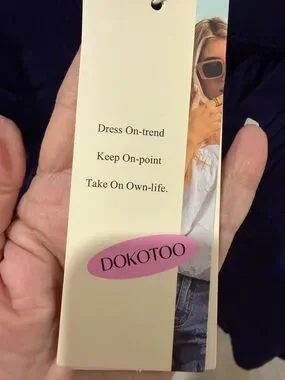 Dress On-trend
Keep On-point
Take On Own-life.
DOKOTOO